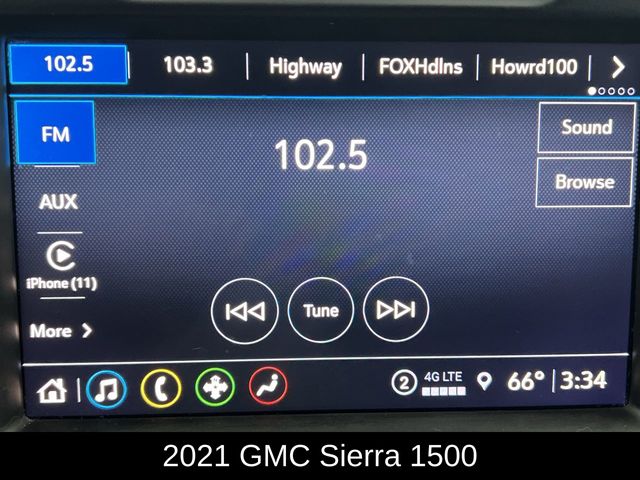 102.5 103.3 Highway FOXHdlns Howrd100
FM
102.5
Sound
AUX
Browse
iPhone (11)
Tune
More
2 4G LTE 66° 3:34
2021 GMC Sierra 1500